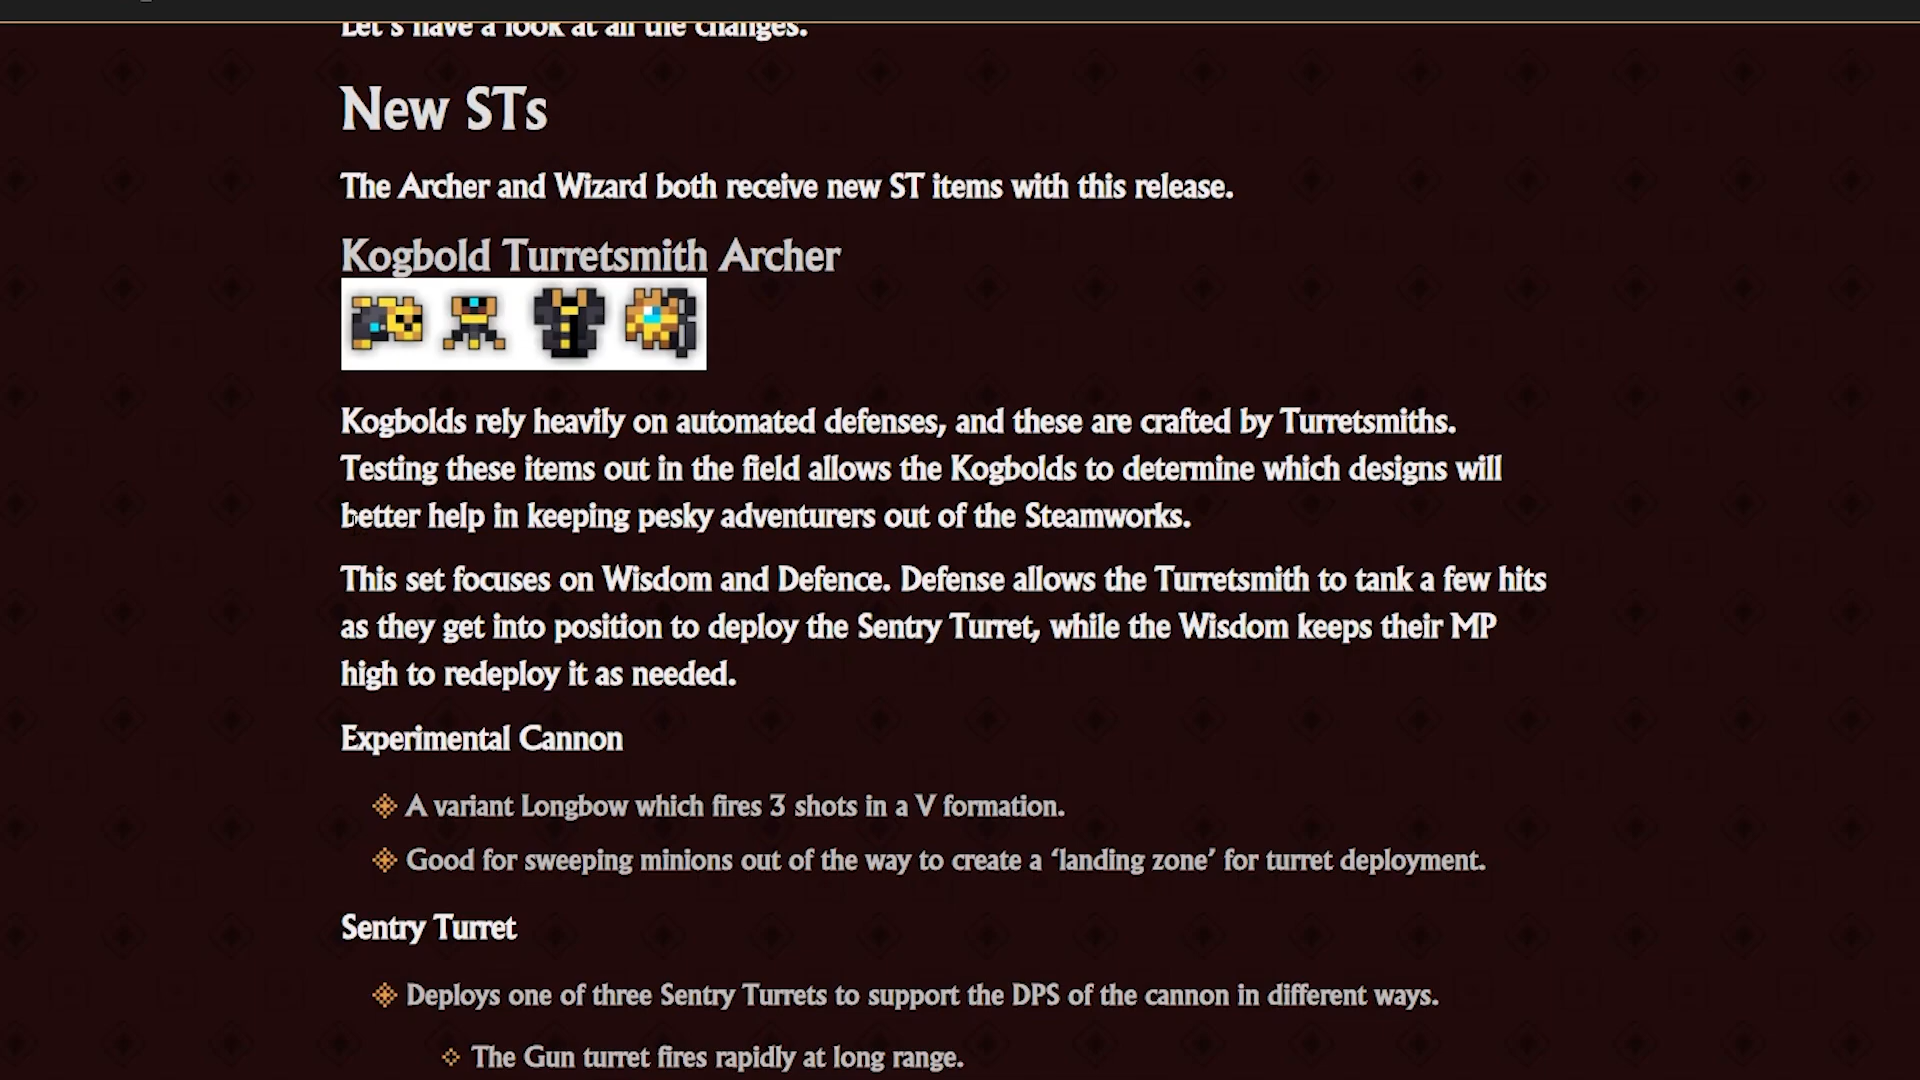 Let's have a look at all the changes.
New STs
The Archer and Wizard both receive new ST items with this release.
Kogbold Turretsmith Archer
Kogbolds rely heavily on automated defenses, and these are crafted by Turretsmiths.
Testing these items out in the field allows the Kogbolds to determine which designs will
better help in keeping pesky adventurers out of the Steamworks.
This set focuses on Wisdom and Defence. Defense allows the Turretsmith to tank a few hits
as they get into position to deploy the Sentry Turret, while the Wisdom keeps their MP
high to redeploy it as needed.
Experimental Cannon
A variant Longbow which fires 3 shots in a V formation.
Good for sweeping minions out of the way to create a ‘landing zone’ for turret deployment.
Sentry Turret
Deploys one of three Sentry Turrets to support the DPS of the cannon in different ways.
The Gun turret fires rapidly at long range.